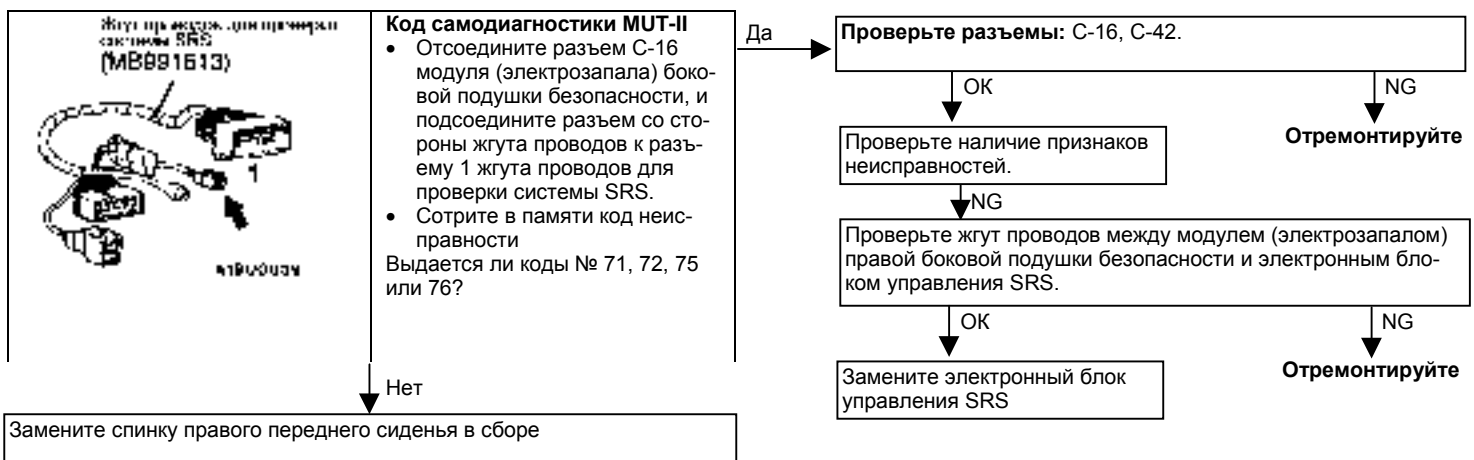 Жгут проводов для проверки
системы SRS
(MB991613)
1
Код самодиагностики MUT-II
• Отсоедините разъем С-16
модуля (электрозапала) боко-
вой подушки безопасности, и
подсоедините разъем со сто-
роны жгута проводов к разъ-
ему 1 жгута проводов для
проверки системы SRS.
• Сотрите в памяти код неис-
правности
Выдается ли коды № 71, 72, 75
или 76?
Да
Проверьте разъемы: С-16, С-42.
ОК
NG
Проверьте наличие признаков
неисправностей.
Отремонтируйте
NG
Проверьте жгут проводов между модулем (электрозапалом)
правой боковой подушки безопасности и электронным бло-
ком управления SRS.
ОК
NG
Замените электронный блок
управления SRS
Отремонтируйте
Нет
Замените спинку правого переднего сиденья в сборе